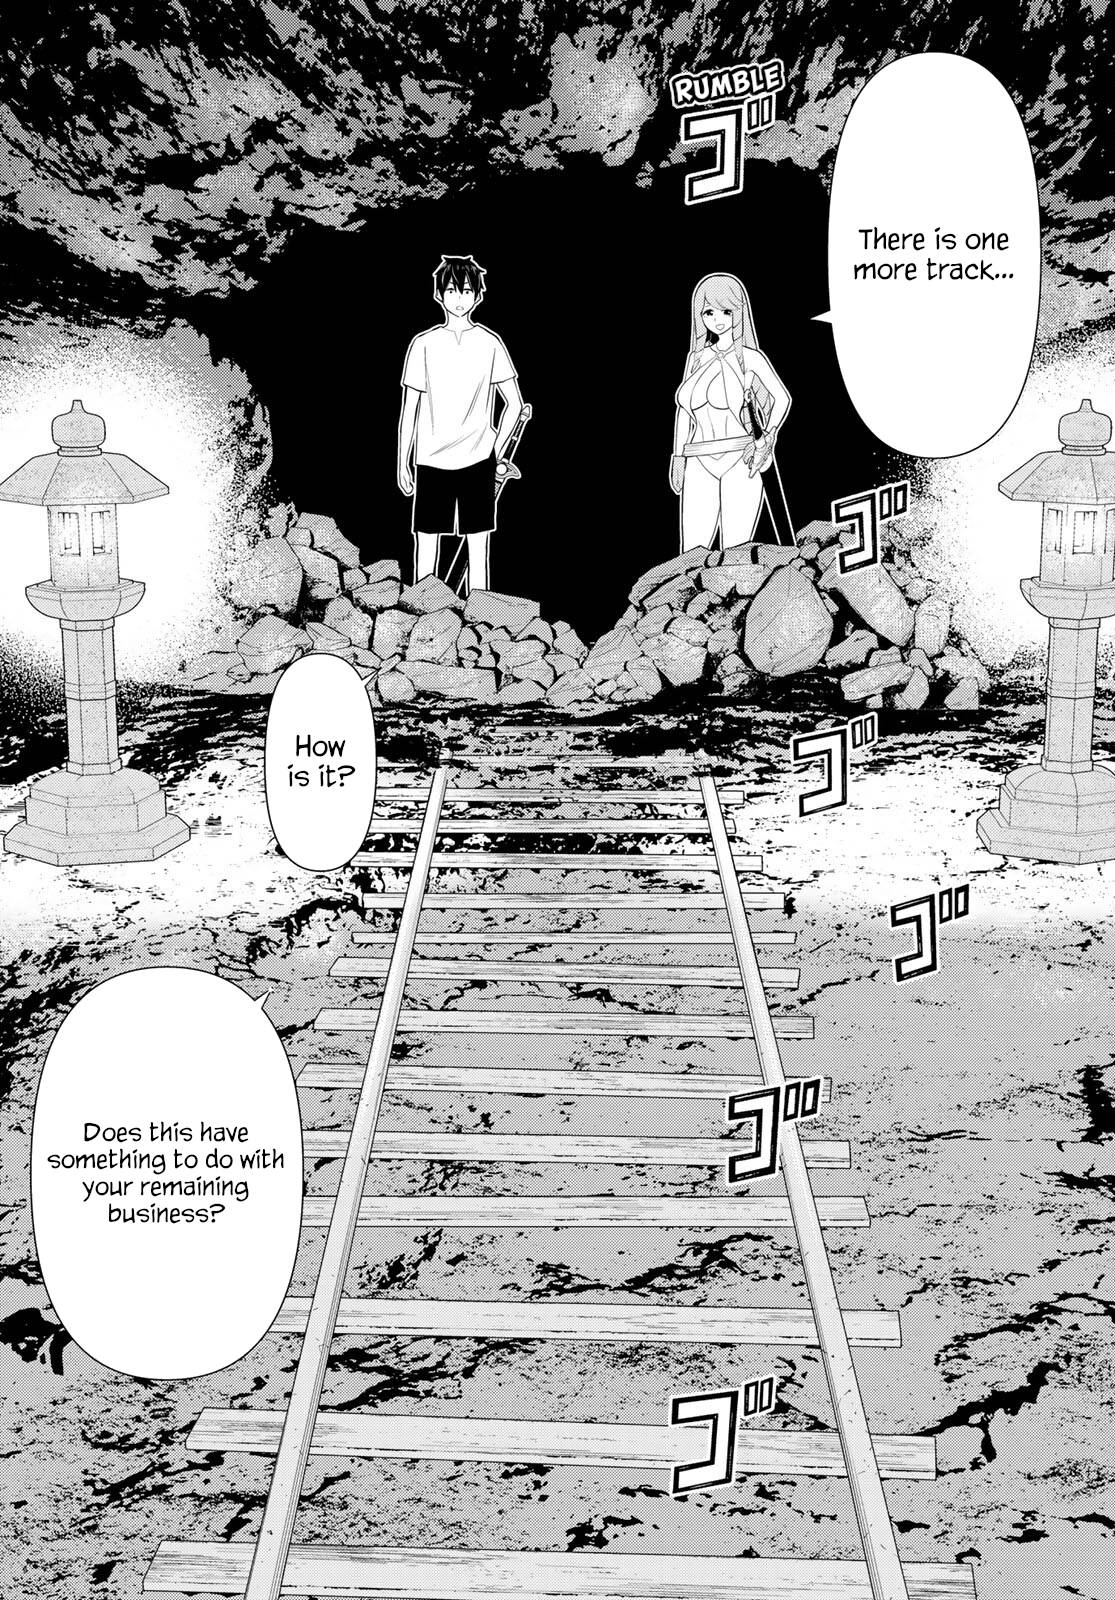 RUMBLE
ゴ
There is one
more track...
ゴ
How
is it?
ゴ
ゴ
Does this have
something to do with
your remaining
business?
ゴ
ゴ